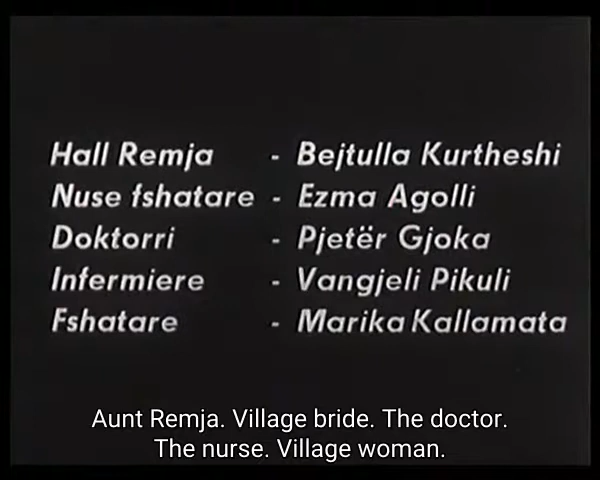 Hall Remja - Bejtulla Kurtheshi
Nuse fshatare - Ezma Agolli
Doktorri - Pjetër Gjoka
Infermiere - Vangjeli Pikuli
Fshatare - Marika Kallamata
Aunt Remja. Village bride. The doctor.
The nurse. Village woman.